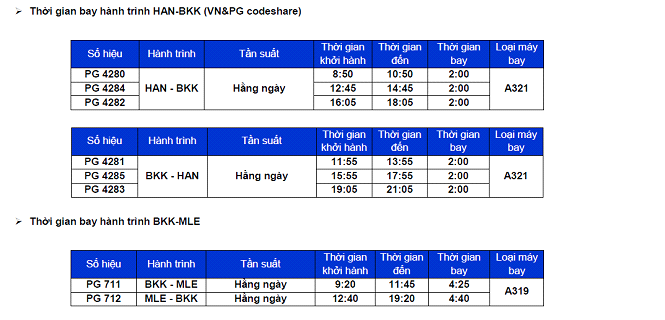 ➢ Thời gian bay hành trình HAN-BKK (VN&PG codeshare)
Số hiệu Hành trình Tần suất Thời gian khởi hành Thời gian đến Thời gian bay Loại máy bay
PG 4280 HAN - BKK Hằng ngày 8:50 10:50 2:00 A321
PG 4284 12:45 14:45 2:00
PG 4282 16:05 18:05 2:00
Số hiệu Hành trình Tần suất Thời gian khởi hành Thời gian đến Thời gian bay Loại máy bay
PG 4281 BKK - HAN Hằng ngày 11:55 13:55 2:00 A321
PG 4285 15:55 17:55 2:00
PG 4283 19:05 21:05 2:00
➢ Thời gian bay hành trình BKK-MLE
Số hiệu Hành trình Tần suất Thời gian khởi hành Thời gian đến Thời gian bay Loại máy bay
PG 711 BKK - MLE Hằng ngày 9:20 11:45 4:25 A319
PG 712 MLE - BKK Hằng ngày 12:40 19:20 4:40